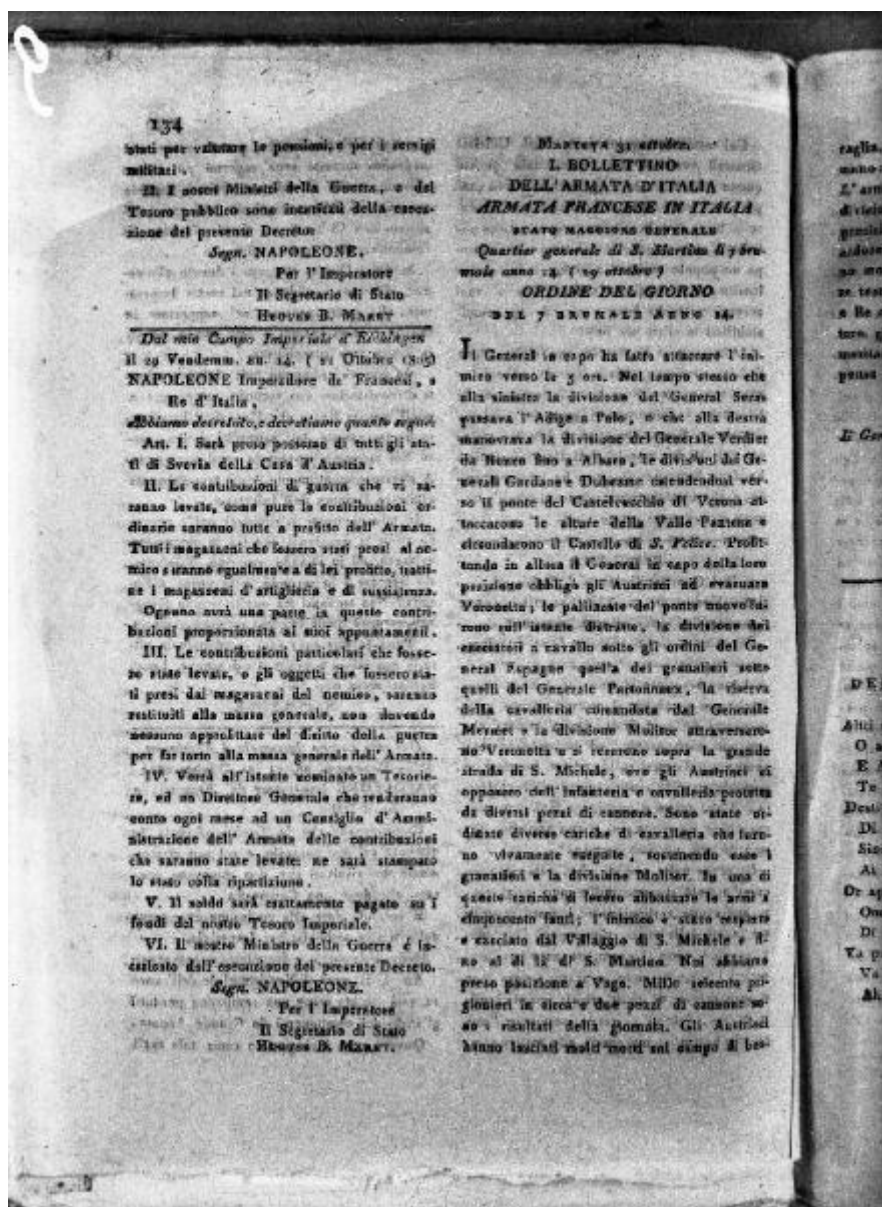 134
stati per valutare le pensioni, e per i servigi
militari.
II. I nostri Ministri della Guerra, e del
Tesoro pubblico sono incaricati della esecu-
zione del presente Decreto
Segn. NAPOLEONE.
Per l'Imperatore
Il Segretario di Stato
HUGUES B. MARET
Dal mio Campo Imperiale d'Elchingen
il 29 Vendemm. an. 14. ( 21 Ottobre 1805)
NAPOLEONE Imperadore de' Francesi, e
Re d'Italia,
Abbiamo decretato, e decretiamo quanto segue
Art. I. Sarà preso possesso di tutti gli sta-
ti di Svevia della Casa d'Austria.
II. Le contribuzioni di guerra che vi sa-
ranno levate, come pure le contribuzioni or-
dinarie saranno tutte a profitto dell' Armata.
Tutti i magazzeni che fossero stati presi al ne-
mico saranno egualmente a di lei profitto, tratti-
ne i magazzeni d'artiglieria e di sussistenza.
Ognuno avrà una parte in queste contri-
buzioni proporzionata ai suoi appuntamenti.
III. Le contribuzioni particolari che fosse-
ro state levate, o gli oggetti che fossero sta-
ti presi dai magazzeni del nemico, saranno
restituiti alla massa generale, non dovendo
nessuno approfittare del diritto della guerra
per far torto alla massa generale dell' Armata.
IV. Verrà all'istante nominato un Tesorie-
re, ed un Direttore Generale che renderanno
conto ogni mese ad un Consiglio d'Ammi-
nistrazione dell' Armata delle contribuzioni
che saranno state levate: ne sarà stampato
lo stato colla ripartizione.
V. Il soldo sarà esattamente pagato su i
fondi del nostro Tesoro Imperiale.
VI. Il nostro Ministro della Guerra é in-
caricato dall'esecuzione del presente Decreto.
Segn. NAPOLEONE.
Per l'Imperatore
Il Segretario di Stato
HUGUES B. MARET.
MANTOVA 31 ottobre.
I. BOLLETTINO
DELL'ARMATA D'ITALIA
ARMATA FRANCESE IN ITALIA
STATO MAGGIORE GENERALE
Quartier generale di S. Martino li 7 bru-
male anno 14. ( 29 ottobre )
ORDINE DEL GIORNO
DEL 7 BRUMALE ANNO 14.
Il General in capo ha fatto attaccare l'ini-
mico verso le 5 ore. Nel tempo stesso che
alla sinistra la divisione del General Seras
passava l'Adige a Polo, e che alla destra
manovrava la divisione del Generale Verdier
da Ronco fino a Albaro, le divisioni dei Ge-
nerali Gardane e Duhesme estendendosi ver-
so il ponte del Castelvecchio di Verona at-
taccarono le alture della Valle Pantena e
circondarono il Castello di S. Felice. Profit-
tando in allora il General in capo della loro
posizione obbligò gli Austriaci ad evacuare
Veronetta; le pallizate del ponte nuovo fu-
rono sull'istante distrutte, la divisione dei
cacciatori a cavallo sotto gli ordini del Ge-
neral Espagne quella dei granatieri sotto
quelli del Generale Partonneaux, la riserva
della cavalleria comandata dal Generale
Mermet e la divisione Molitor attraversaro-
no Veronetta e si recarono sopra la grande
strada di S. Michele, ove gli Austriaci si
opposero dell'infanteria e cavalleria protetta
da diversi pezzi di cannone. Sono state or-
dinate diverse cariche di cavalleria che furo-
no vivamente eseguite, sostenendo esse i
granatieri e la divisione Molitor. In una di
queste cariche di fecero abbassare le armi a
cinquecento fanti; l'inimico è stato respinto
e cacciato dal Villaggio di S. Michele e fi-
no al di là di S. Martino. Noi abbiamo
preso posizione a Vago. Mille seicento pri-
gionieri in circa e due pezzi di cannone so-
no i risultati della giornata. Gli Austriaci
hanno lasciati molti morti sul campo di bat-
raglia.
mano
L'arm